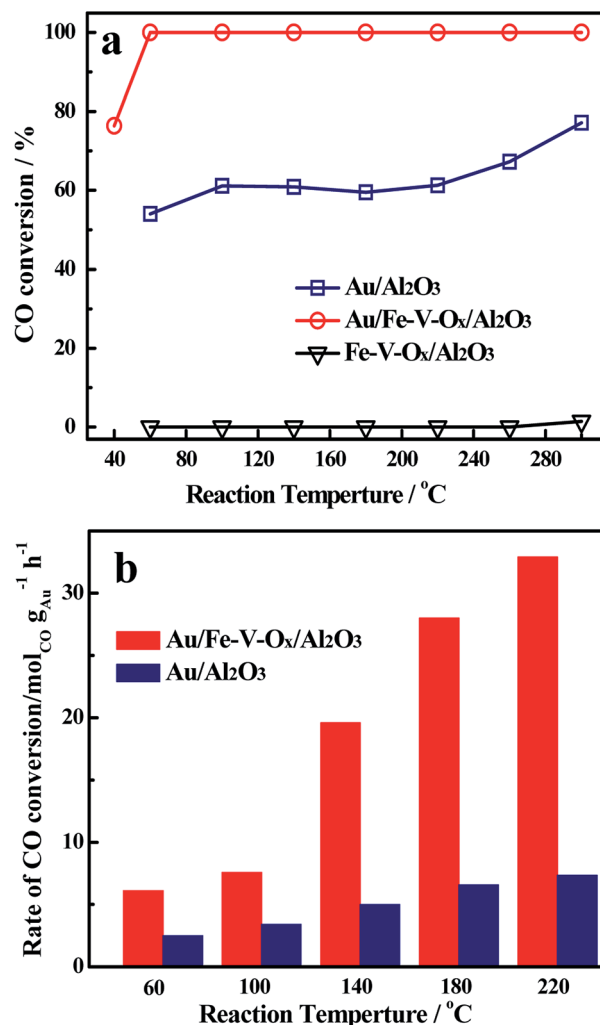 a
100
80
60
40
20
0
CO conversion / %
Au/Al₂O₃
Au/Fe-V-Oₓ/Al₂O₃
Fe-V-Oₓ/Al₂O₃
40 80 120 160 200 240 280
Reaction Temperture / °C
b
30
20
10
0
Rate of CO conversion/mol_CO g_Au⁻¹ h⁻¹
Au/Fe-V-Oₓ/Al₂O₃
Au/Al₂O₃
60 100 140 180 220
Reaction Temperture / °C